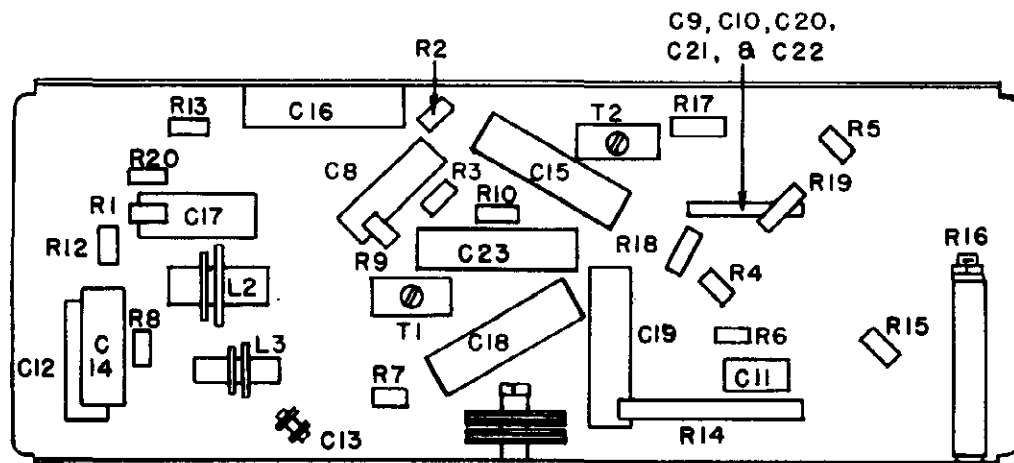 C9, C10, C20,
C21, & C22
R2
R13
C16
T2
R17
R5
R20
C8
R3
C15
R19
R1
C17
R10
R12
R18
R16
C23
R9
L2
R4
T1
R8
C
14
C12
L3
C18
C19
R6
R15
R7
C11
C13
R14